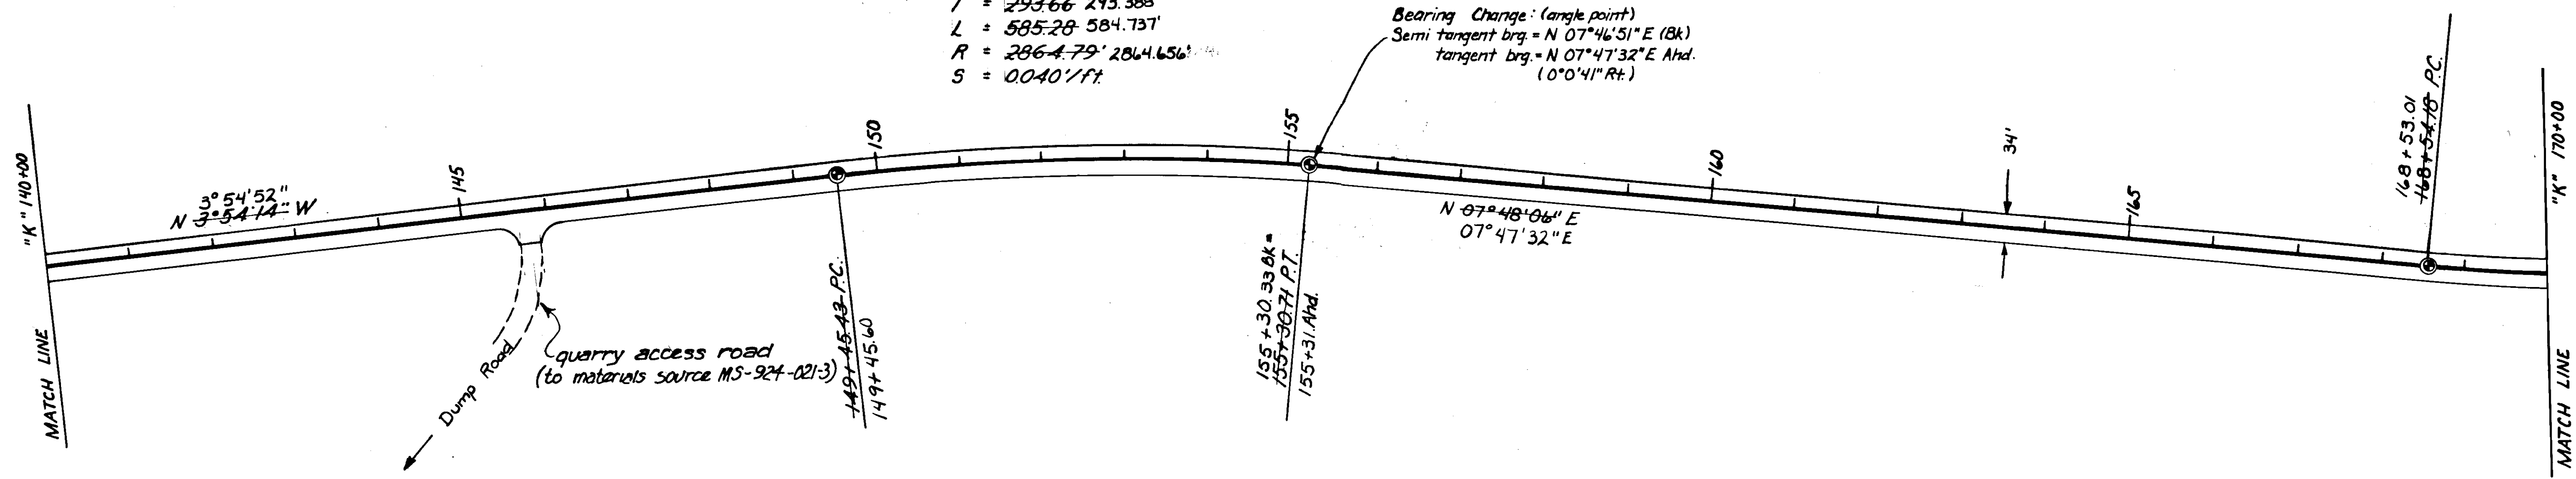 T = 293.66 293.388
L = 585.28 584.737'
R = 2864.79' 2864.656'
S = 0.040'/ft.
Bearing Change: (angle point)
Semi tangent brg. = N 07°46'51" E (Bk)
tangent brg. = N 07°47'32" E Ahd.
(0°0'41" Rt.)
"K" 140+00
MATCH LINE
3°54'52"
N 3°54'14" W
145
150
155
160
165
34'
168+53.01
168+54.18 P.C.
"K" 170+00
MATCH LINE
N 07°48'06" E
07°47'32" E
149+45.43 P.C.
149+45.60
155+30.33 BK =
155+30.71 P.T.
155+31. Ahd.
quarry access road
(to materials source MS-924-021-3)
Dump Road